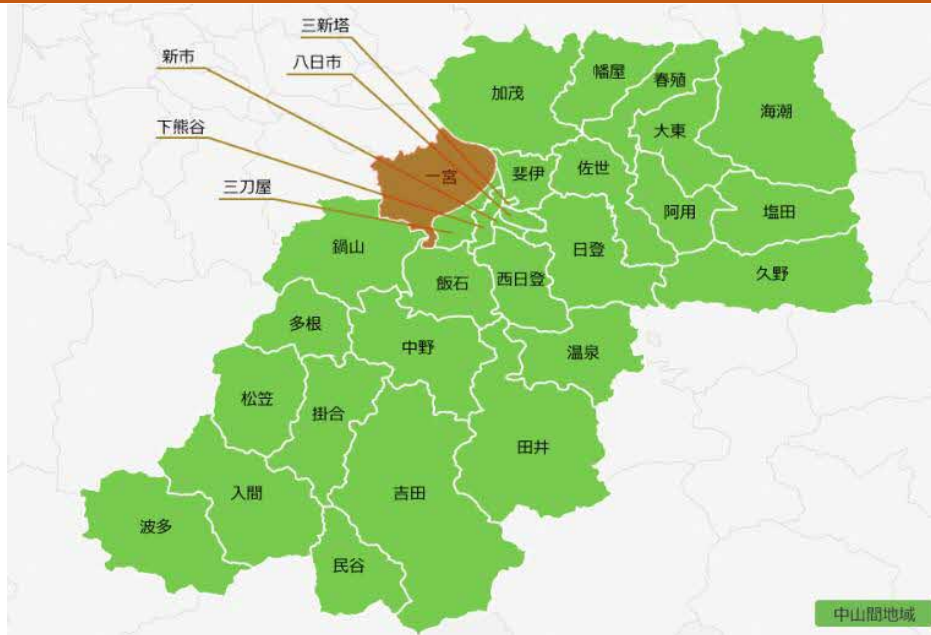 三新塔
新市
八日市
幡屋
春殖
加茂
海潮
大東
下熊谷
一宮
斐伊
佐世
三刀屋
阿用
塩田
鍋山
日登
久野
飯石
西日登
多根
中野
温泉
松笠
掛合
田井
入間
吉田
波多
民谷
中山間地域